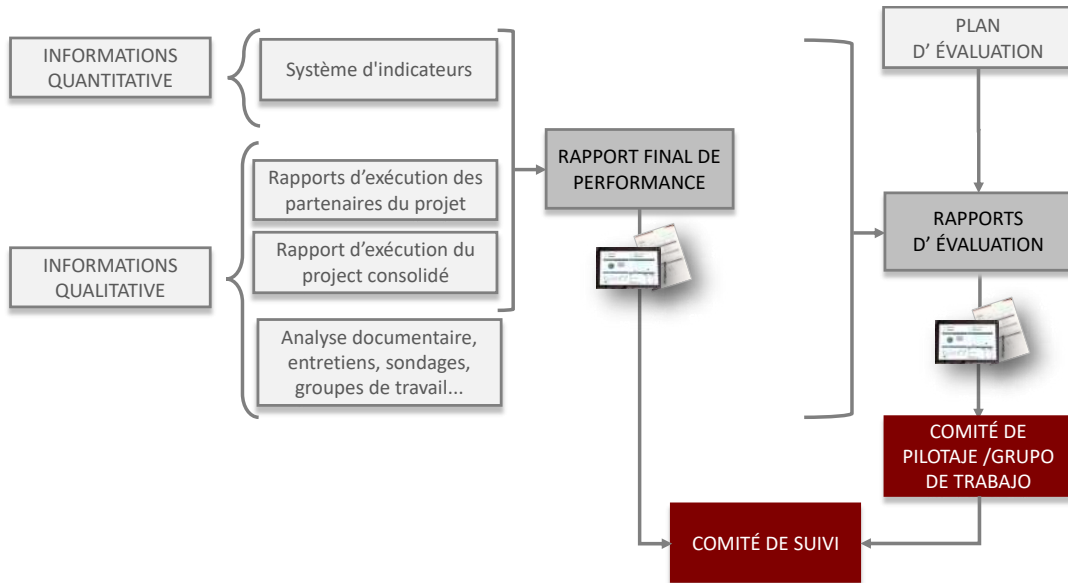 INFORMATIONS
QUANTITATIVE
Système d'indicateurs
INFORMATIONS
QUALITATIVE
Rapports d’exécution des
partenaires du projet
Rapport d’exécution du
project consolidé
Analyse documentaire,
entretiens, sondages,
groupes de travail...
RAPPORT FINAL DE
PERFORMANCE
PLAN
D’ ÉVALUATION
RAPPORTS
D’ ÉVALUATION
COMITÉ DE
PILOTAJE /GRUPO
DE TRABAJO
COMITÉ DE SUIVI